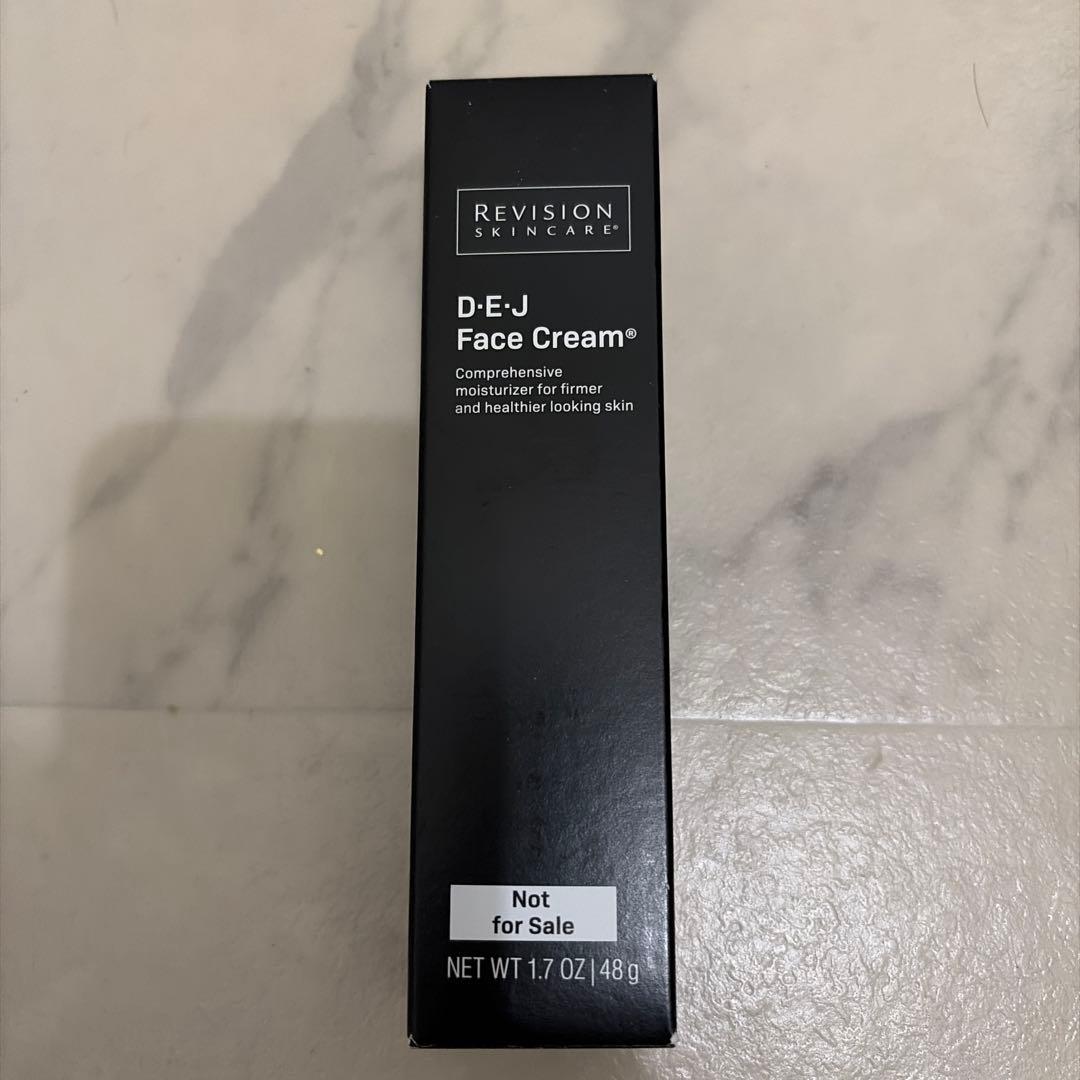 REVISION
SKINCARE®
D·E·J
Face Cream®
Comprehensive
moisturizer for firmer
and healthier looking skin
Not
for Sale
NET WT 1.7 OZ | 48 g